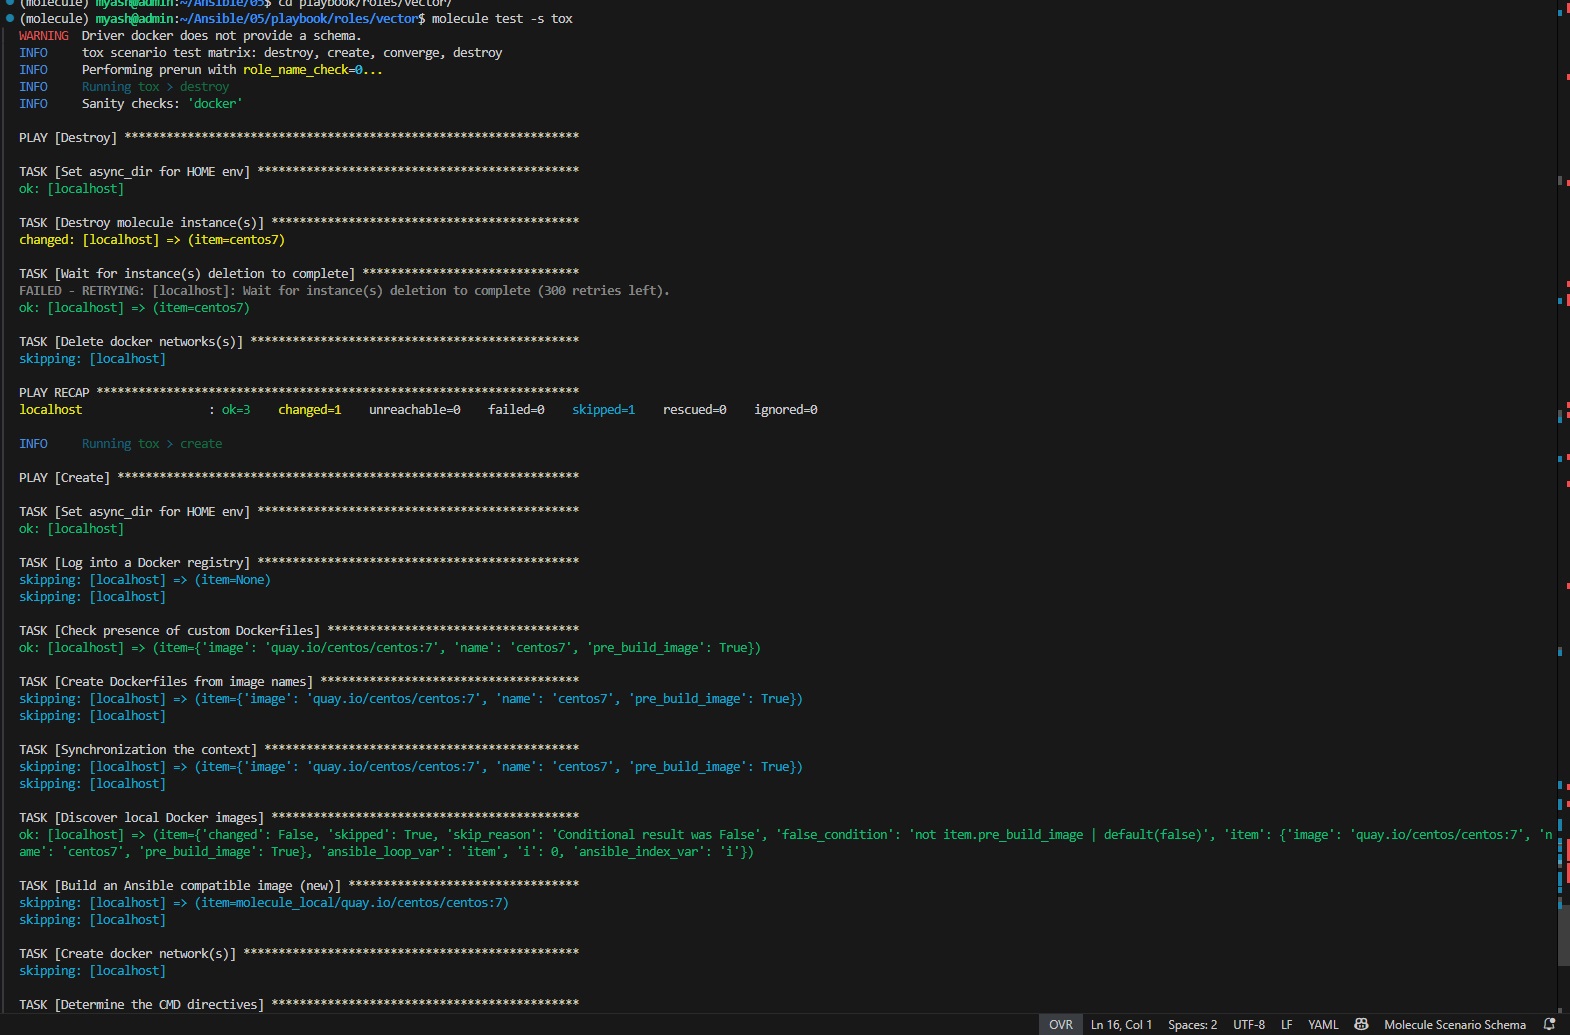 (molecule) myash@admin:~/Ansible/05$ cd playbook/roles/vector/
(molecule) myash@admin:~/Ansible/05/playbook/roles/vector$ molecule test -s tox
WARNING  Driver docker does not provide a schema.
INFO     tox scenario test matrix: destroy, create, converge, destroy
INFO     Performing prerun with role_name_check=0...
INFO     Running tox > destroy
INFO     Sanity checks: 'docker'
PLAY [Destroy] *****************************************************************
TASK [Set async_dir for HOME env] **********************************************
ok: [localhost]
TASK [Destroy molecule instance(s)] ********************************************
changed: [localhost] => (item=centos7)
TASK [Wait for instance(s) deletion to complete] *******************************
FAILED - RETRYING: [localhost]: Wait for instance(s) deletion to complete (300 retries left).
ok: [localhost] => (item=centos7)
TASK [Delete docker networks(s)] ***********************************************
skipping: [localhost]
PLAY RECAP *********************************************************************
localhost                  : ok=3    changed=1    unreachable=0    failed=0    skipped=1    rescued=0    ignored=0
INFO     Running tox > create
PLAY [Create] ******************************************************************
TASK [Set async_dir for HOME env] **********************************************
ok: [localhost]
TASK [Log into a Docker registry] **********************************************
skipping: [localhost] => (item=None)
skipping: [localhost]
TASK [Check presence of custom Dockerfiles] ************************************
ok: [localhost] => (item={'image': 'quay.io/centos/centos:7', 'name': 'centos7', 'pre_build_image': True})
TASK [Create Dockerfiles from image names] *************************************
skipping: [localhost] => (item={'image': 'quay.io/centos/centos:7', 'name': 'centos7', 'pre_build_image': True})
skipping: [localhost]
TASK [Synchronization the context] *********************************************
skipping: [localhost] => (item={'image': 'quay.io/centos/centos:7', 'name': 'centos7', 'pre_build_image': True})
skipping: [localhost]
TASK [Discover local Docker images] ********************************************
ok: [localhost] => (item={'changed': False, 'skipped': True, 'skip_reason': 'Conditional result was False', 'false_condition': 'not item.pre_build_image | default(false)', 'item': {'image': 'quay.io/centos/centos:7', 'n
ame': 'centos7', 'pre_build_image': True}, 'ansible_loop_var': 'item', 'i': 0, 'ansible_index_var': 'i'})
TASK [Build an Ansible compatible image (new)] *********************************
skipping: [localhost] => (item=molecule_local/quay.io/centos/centos:7)
skipping: [localhost]
TASK [Create docker network(s)] ************************************************
skipping: [localhost]
TASK [Determine the CMD directives] ********************************************
OVR Ln 16, Col 1 Spaces: 2 UTF-8 LF YAML Molecule Scenario Schema